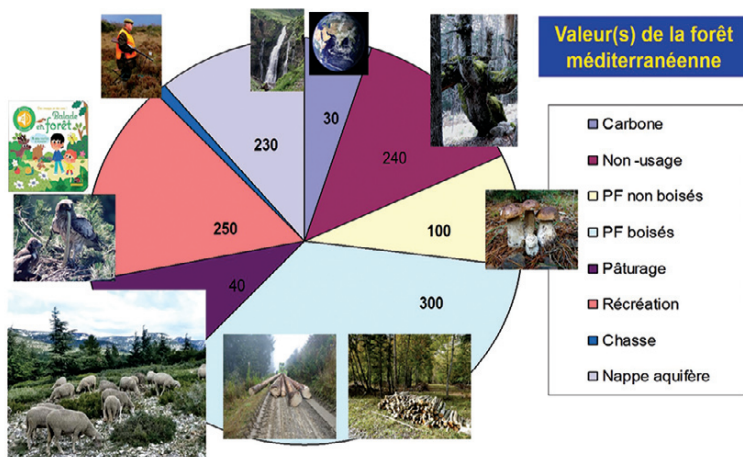 Valeur(s) de la forêt
méditerranéenne
30
240
100
300
40
250
230
Balade
en forêt
Carbone
Non -usage
PF non boisés
PF boisés
Pâturage
Récréation
Chasse
Nappe aquifère